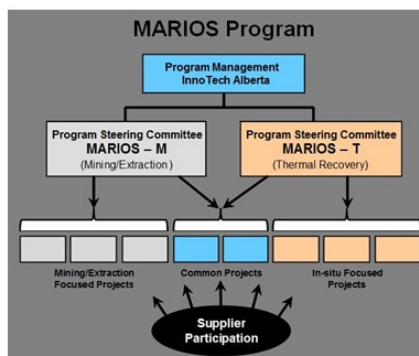 MARIOS Program
Program Management
InnoTech Alberta
Program Steering Committee
MARIOS – M
(Mining/Extraction)
Program Steering Committee
MARIOS – T
(Thermal Recovery)
Mining/Extraction
Focused Projects
Common Projects
In-situ Focused
Projects
Supplier
Participation